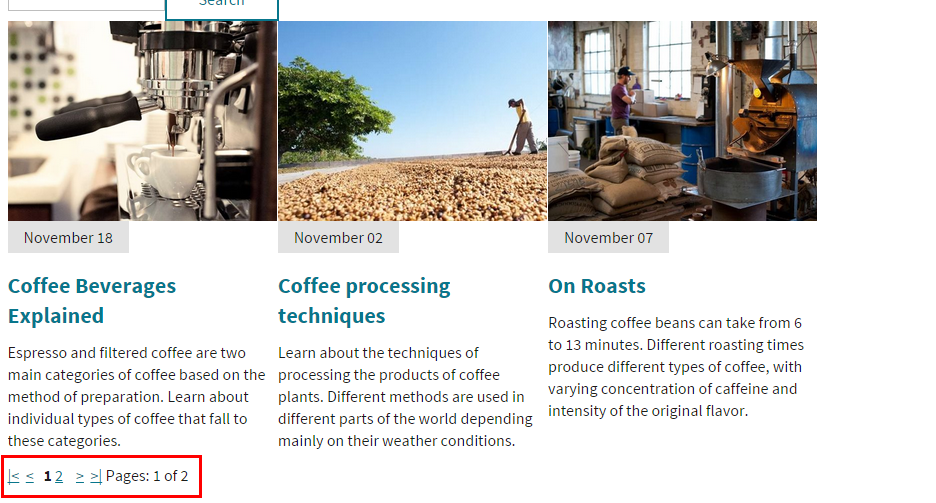 Search
November 18
Coffee Beverages
Explained
Espresso and filtered coffee are two
main categories of coffee based on the
method of preparation. Learn about
individual types of coffee that fall to
these categories.
November 02
Coffee processing
techniques
Learn about the techniques of
processing the products of coffee
plants. Different methods are used in
different parts of the world depending
mainly on their weather conditions.
November 07
On Roasts
Roasting coffee beans can take from 6
to 13 minutes. Different roasting times
produce different types of coffee, with
varying concentration of caffeine and
intensity of the original flavor.
|< < 1 2 > >| Pages: 1 of 2